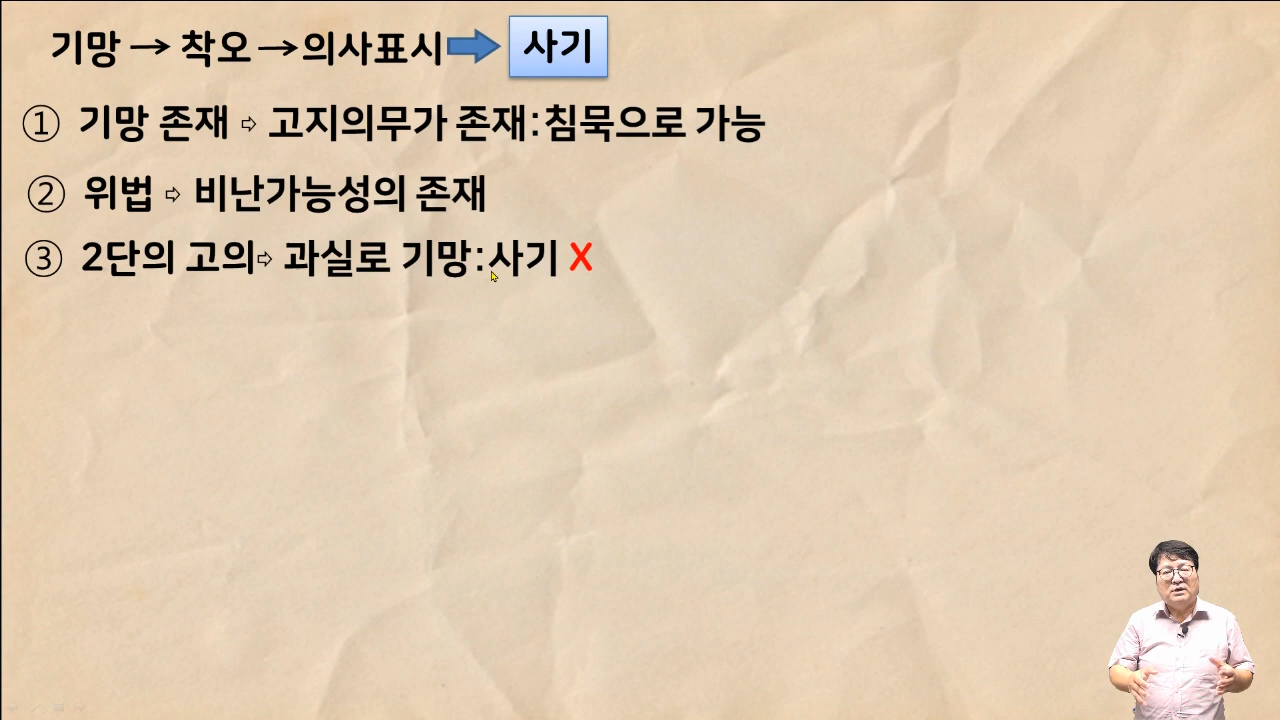 기망 → 착오 → 의사표시 ➡ 사기
① 기망 존재 ⇨ 고지의무가 존재:침묵으로 가능
② 위법 ⇨ 비난가능성의 존재
③ 2단의 고의⇨ 과실로 기망:사기 X